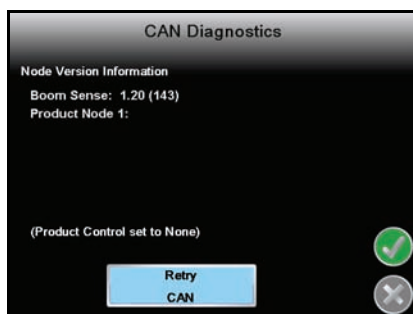 CAN Diagnostics
Node Version Information
Boom Sense: 1.20 (143)
Product Node 1:
(Product Control set to None)
Retry
CAN